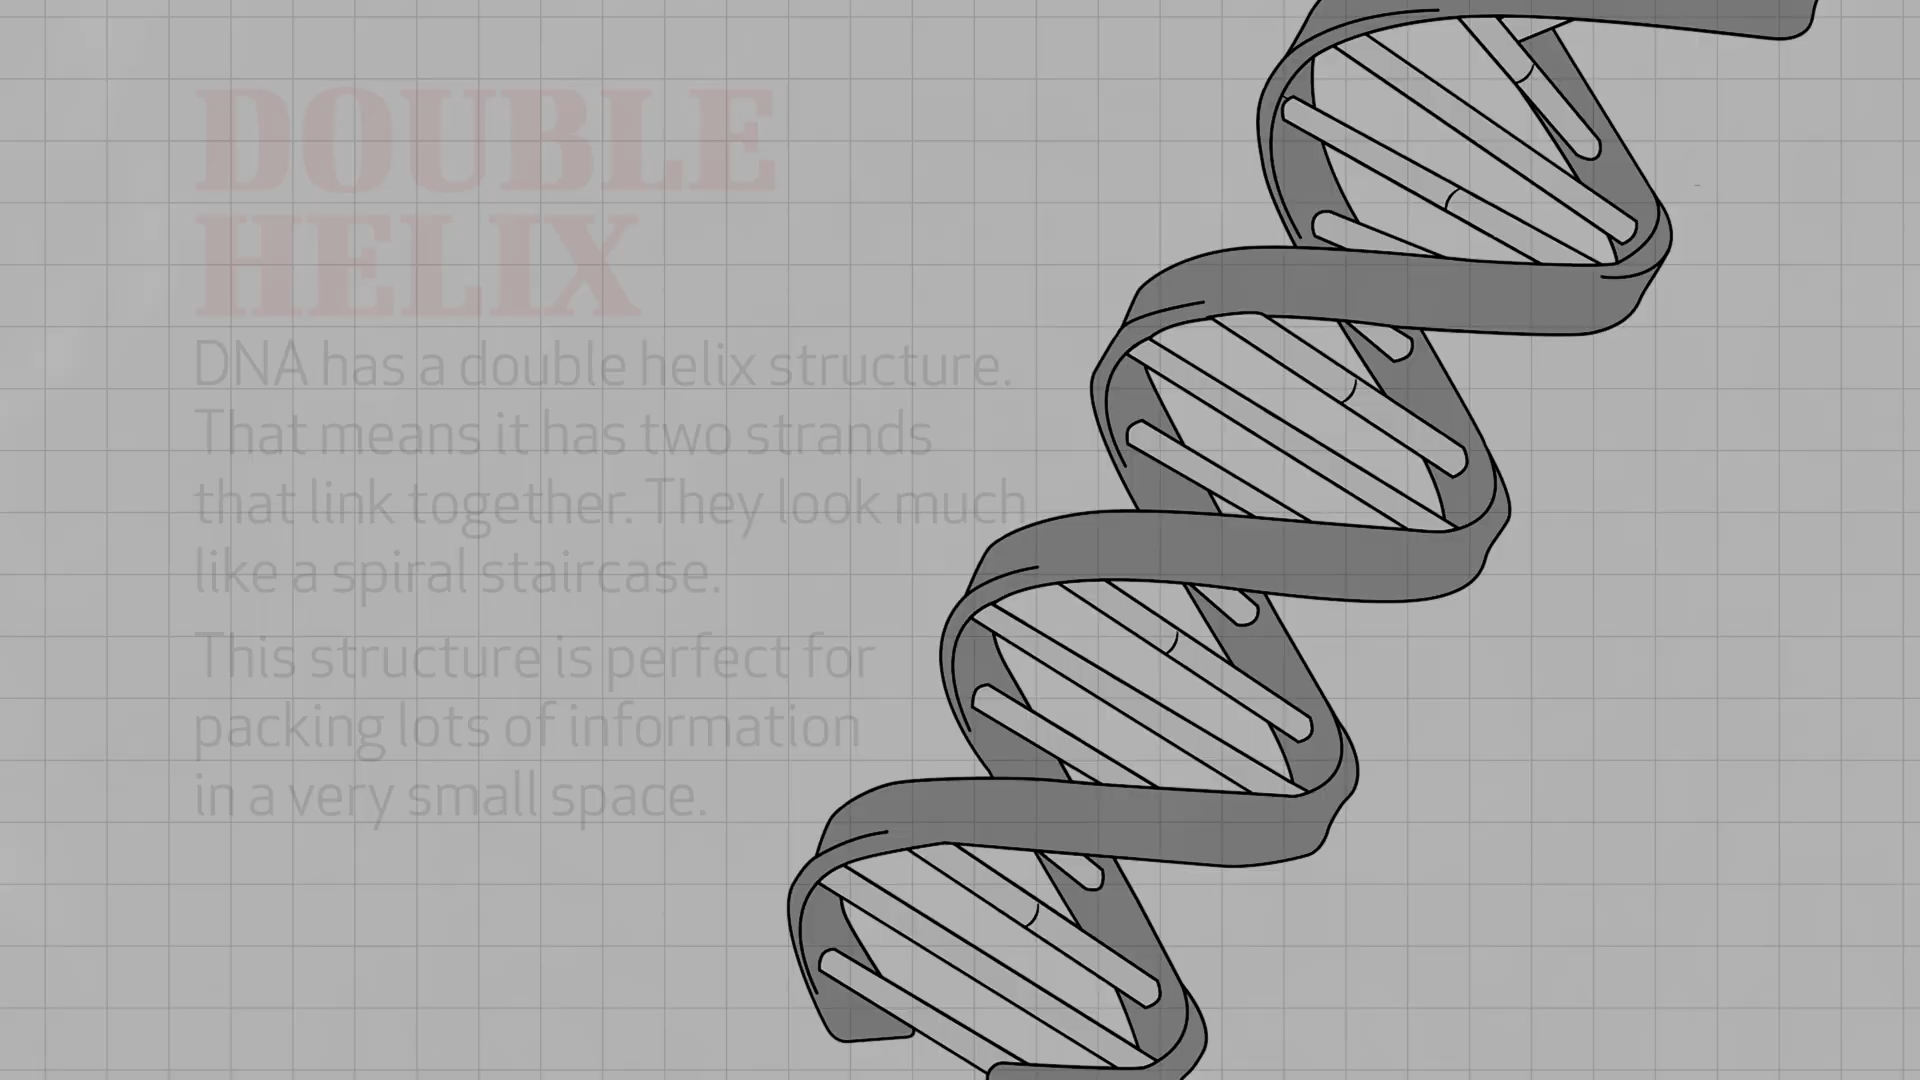 DOUBLE
HELIX
DNA has a double helix structure.
That means it has two strands
that link together. They look much
like a spiral staircase.
This structure is perfect for
packing lots of information
in a very small space.